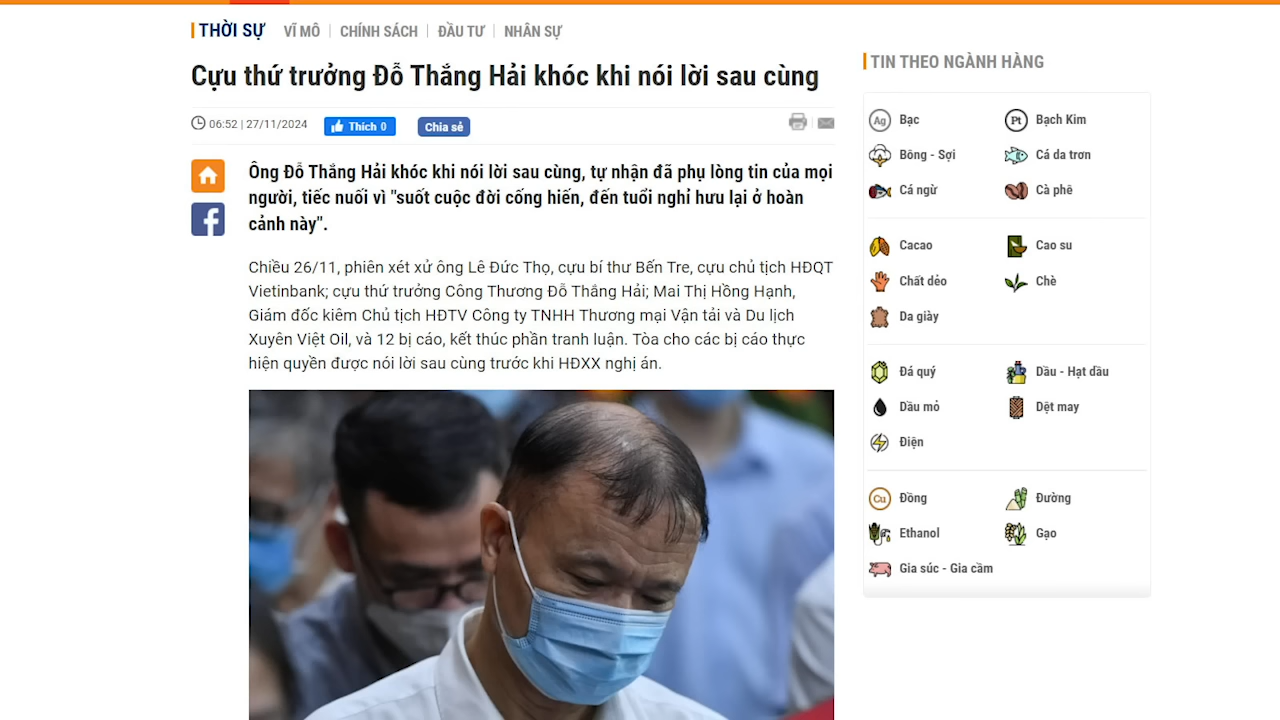 THỜI SỰ VĨ MÔ CHÍNH SÁCH ĐẦU TƯ NHÂN SỰ
Cựu thứ trưởng Đỗ Thắng Hải khóc khi nói lời sau cùng
06:52 | 27/11/2024 Thích 0 Chia sẻ
Ông Đỗ Thắng Hải khóc khi nói lời sau cùng, tự nhận đã phụ lòng tin của mọi
người, tiếc nuối vì "suốt cuộc đời cống hiến, đến tuổi nghỉ hưu lại ở hoàn
cảnh này".
Chiều 26/11, phiên xét xử ông Lê Đức Thọ, cựu bí thư Bến Tre, cựu chủ tịch HĐQT
Vietinbank; cựu thứ trưởng Công Thương Đỗ Thắng Hải; Mai Thị Hồng Hạnh,
Giám đốc kiêm Chủ tịch HĐTV Công ty TNHH Thương mại Vận tải và Du lịch
Xuyên Việt Oil, và 12 bị cáo, kết thúc phần tranh luận. Tòa cho các bị cáo thực
hiện quyền được nói lời sau cùng trước khi HĐXX nghị án.
TIN THEO NGÀNH HÀNG
Ag Bạc Pt Bạch Kim
Bông - Sợi Cá da trơn
Cá ngừ Cà phê
Cacao Cao su
Chất dẻo Chè
Da giày
Đá quý Dầu - Hạt dầu
Dầu mỏ Dệt may
Điện
Cu Đồng Đường
Ethanol Gạo
Gia súc - Gia cầm